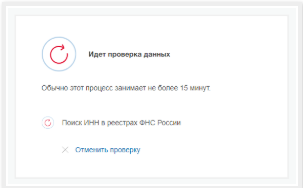 Идет проверка данных
Обычно этот процесс занимает не более 15 минут
Поиск ИНН в реестрах ФНС России
Отменить проверку